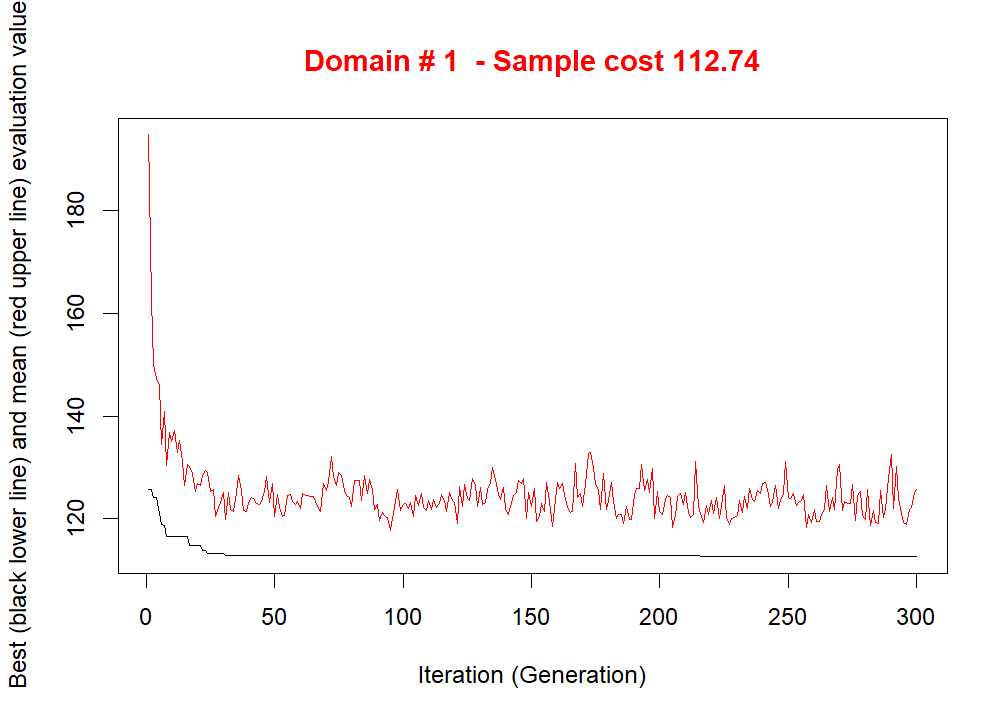 Domain # 1  - Sample cost 112.74
Best (black lower line) and mean (red upper line) evaluation value
180
160
140
120
0 50 100 150 200 250 300
Iteration (Generation)